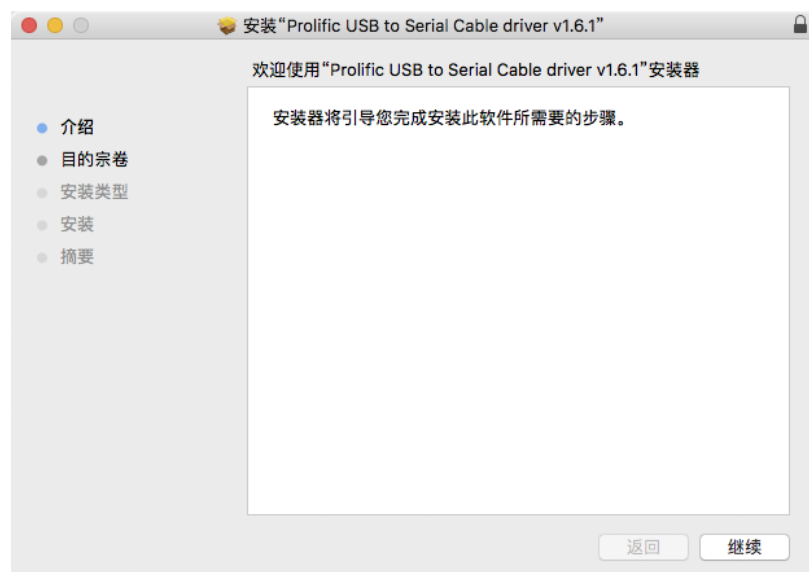 安装“Prolific USB to Serial Cable driver v1.6.1”
欢迎使用“Prolific USB to Serial Cable driver v1.6.1”安装器
介绍
目的宗卷
安装类型
安装
摘要
安装器将引导您完成安装此软件所需要的步骤。
返回
继续